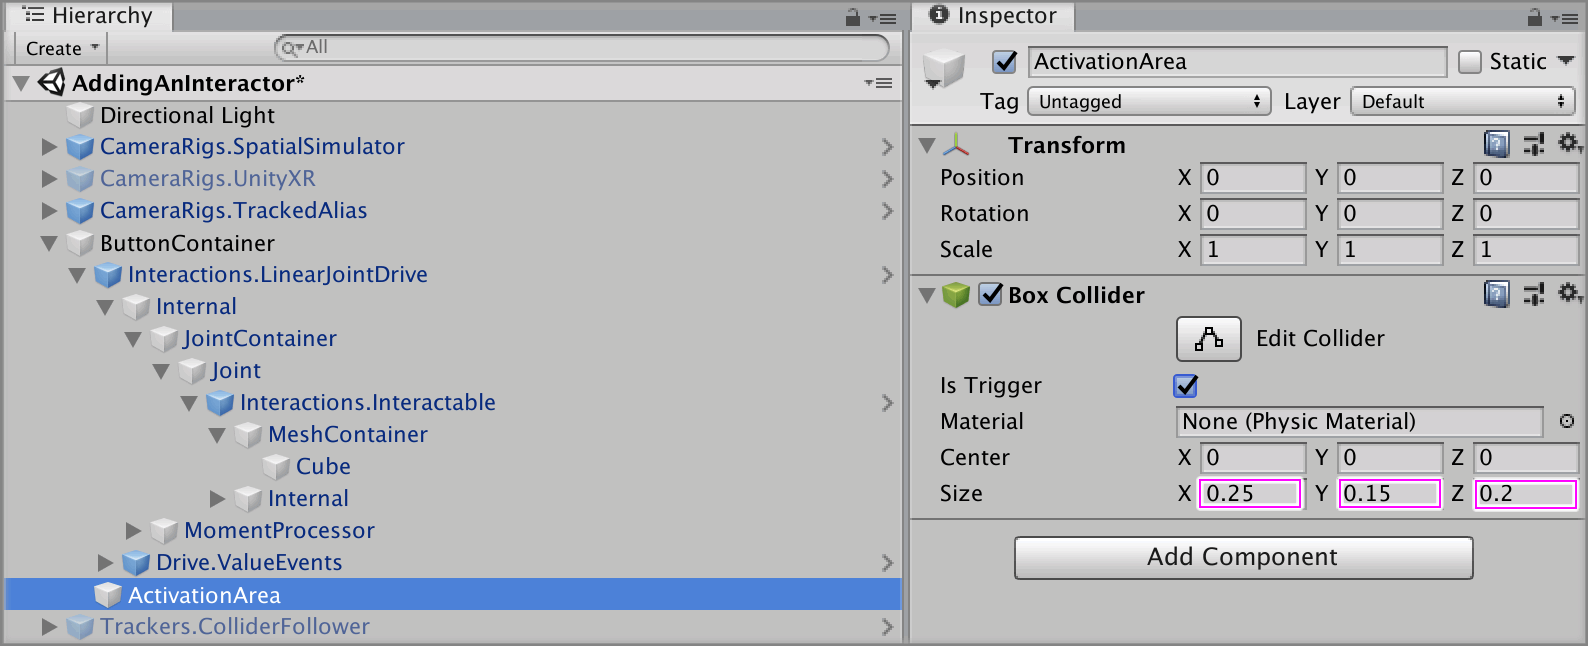 Hierarchy
Create
All
AddingAnInteractor*
Directional Light
CameraRigs.SpatialSimulator
CameraRigs.UnityXR
CameraRigs.TrackedAlias
ButtonContainer
Interactions.LinearJointDrive
Internal
JointContainer
Joint
Interactions.Interactable
MeshContainer
Cube
Internal
MomentProcessor
Drive.ValueEvents
ActivationArea
Trackers.ColliderFollower
Inspector
ActivationArea Static
Tag Untagged Layer Default
Transform
Position X 0 Y 0 Z 0
Rotation X 0 Y 0 Z 0
Scale X 1 Y 1 Z 1
Box Collider
Edit Collider
Is Trigger
Material None (Physic Material)
Center X 0 Y 0 Z 0
Size X 0.25 Y 0.15 Z 0.2
Add Component